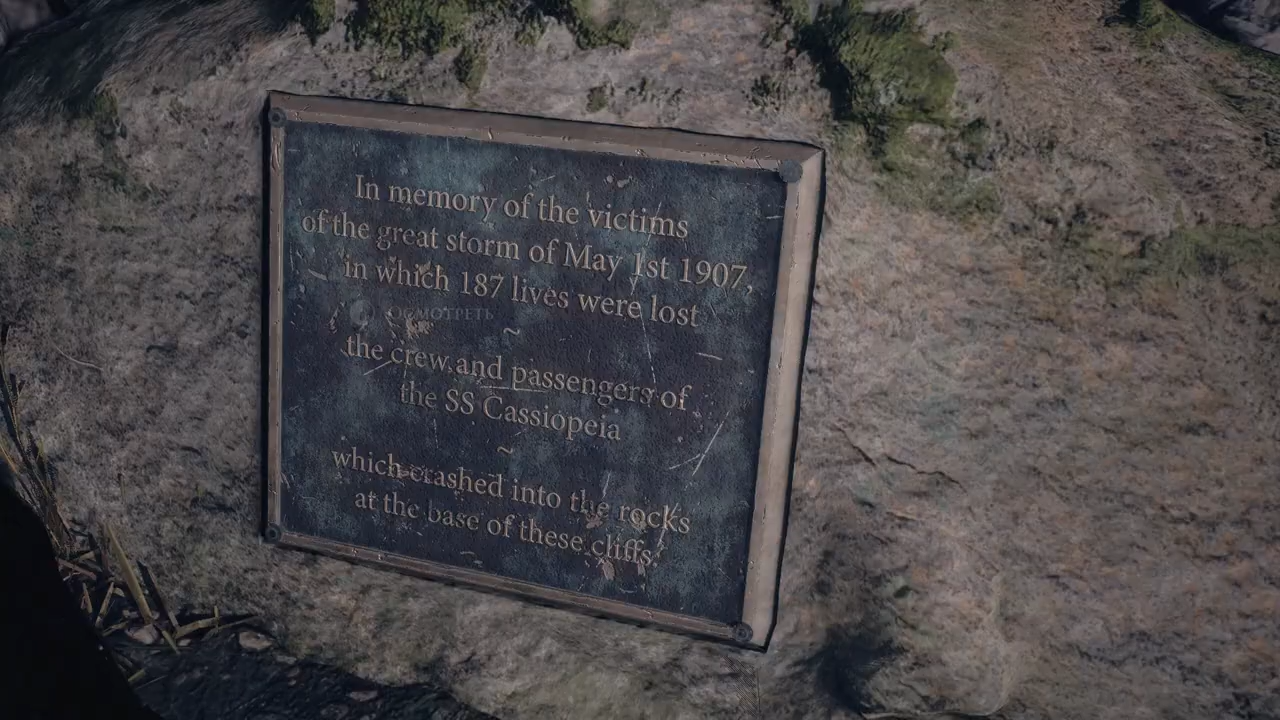 In memory of the victims
of the great storm of May 1st 1907,
in which 187 lives were lost
ОСМОТРЕТЬ
~
the crew and passengers of
the SS Cassiopeia
~
which crashed into the rocks
at the base of these cliffs.